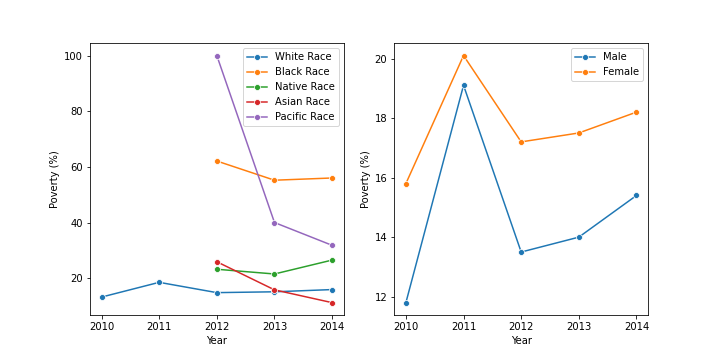 100
80
60
40
20
Poverty (%)
2010 2011 2012 2013 2014
Year
White Race
Black Race
Native Race
Asian Race
Pacific Race
20
18
16
14
12
Poverty (%)
2010 2011 2012 2013 2014
Year
Male
Female